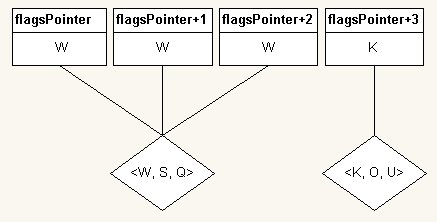 flagsPointer
flagsPointer+1
flagsPointer+2
flagsPointer+3
W
W
W
K
<W, S, Q>
<K, O, U>